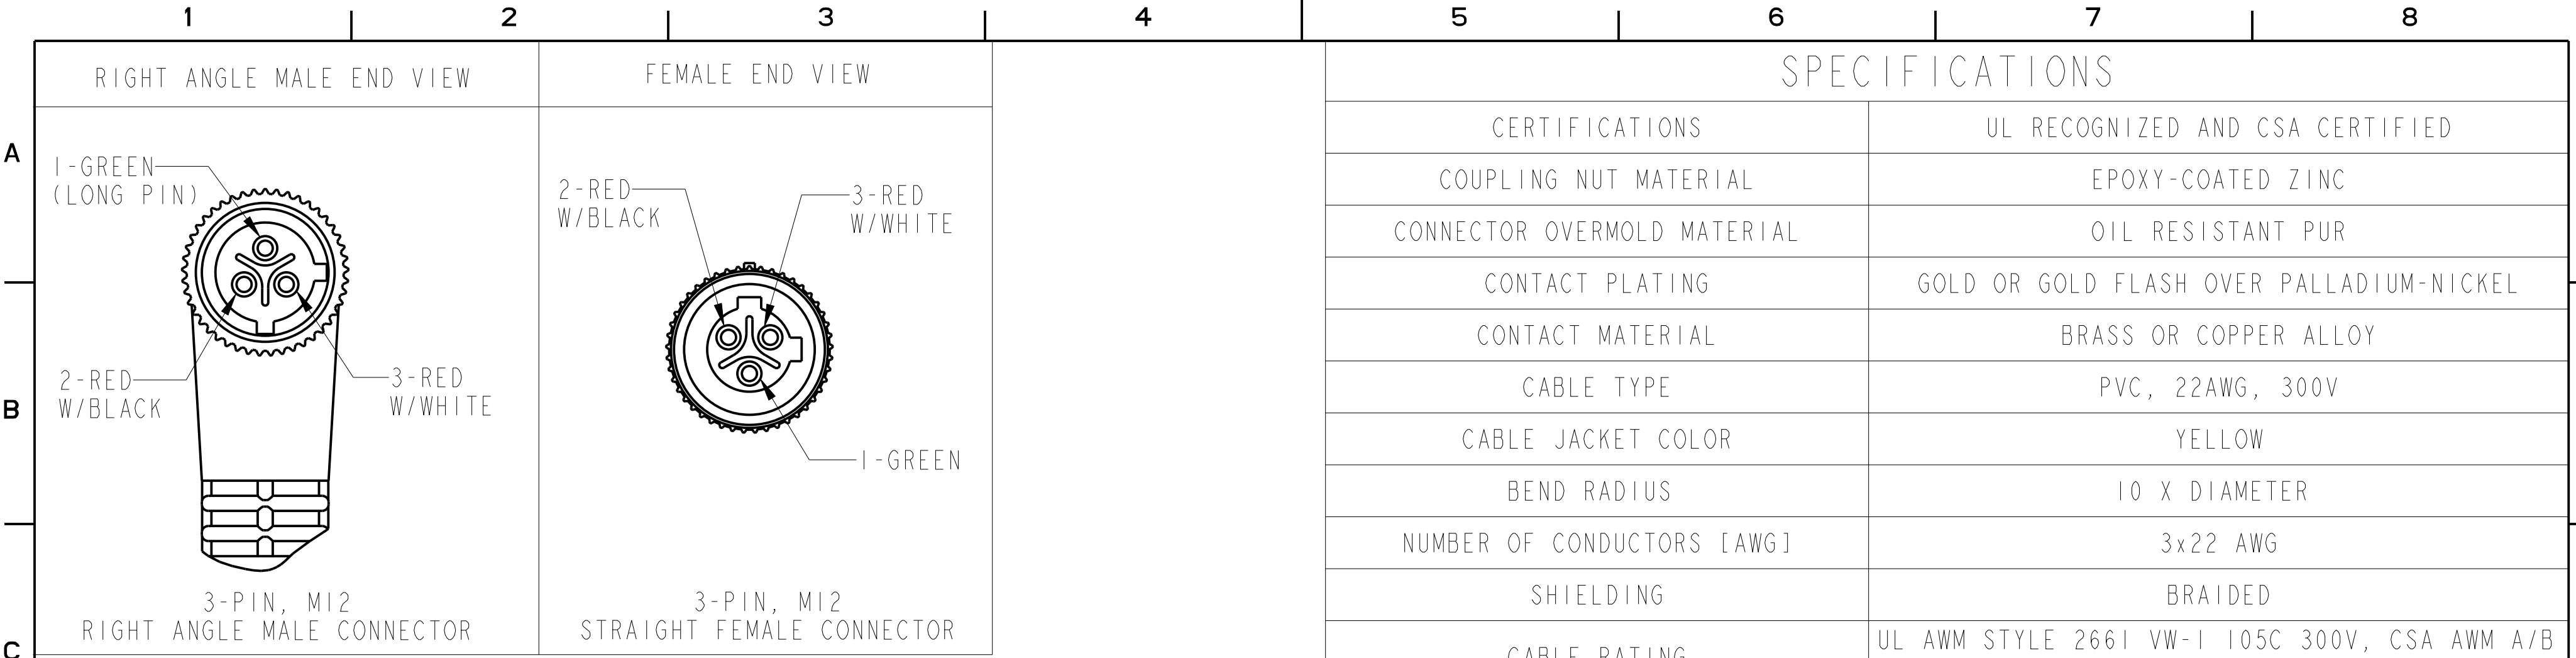 1 2 3 4 5 6 7 8
A
B
C
RIGHT ANGLE MALE END VIEW
1-GREEN
(LONG PIN)
2-RED
W/BLACK
3-RED
W/WHITE
3-PIN, M12
RIGHT ANGLE MALE CONNECTOR
FEMALE END VIEW
2-RED
W/BLACK
3-RED
W/WHITE
1-GREEN
3-PIN, M12
STRAIGHT FEMALE CONNECTOR
SPECIFICATIONS
CERTIFICATIONS UL RECOGNIZED AND CSA CERTIFIED
COUPLING NUT MATERIAL EPOXY-COATED ZINC
CONNECTOR OVERMOLD MATERIAL OIL RESISTANT PUR
CONTACT PLATING GOLD OR GOLD FLASH OVER PALLADIUM-NICKEL
CONTACT MATERIAL BRASS OR COPPER ALLOY
CABLE TYPE PVC, 22AWG, 300V
CABLE JACKET COLOR YELLOW
BEND RADIUS 10 X DIAMETER
NUMBER OF CONDUCTORS [AWG] 3x22 AWG
SHIELDING BRAIDED
CABLE RATING UL AWM STYLE 2661 VW-1 105C 300V, CSA AWM A/B